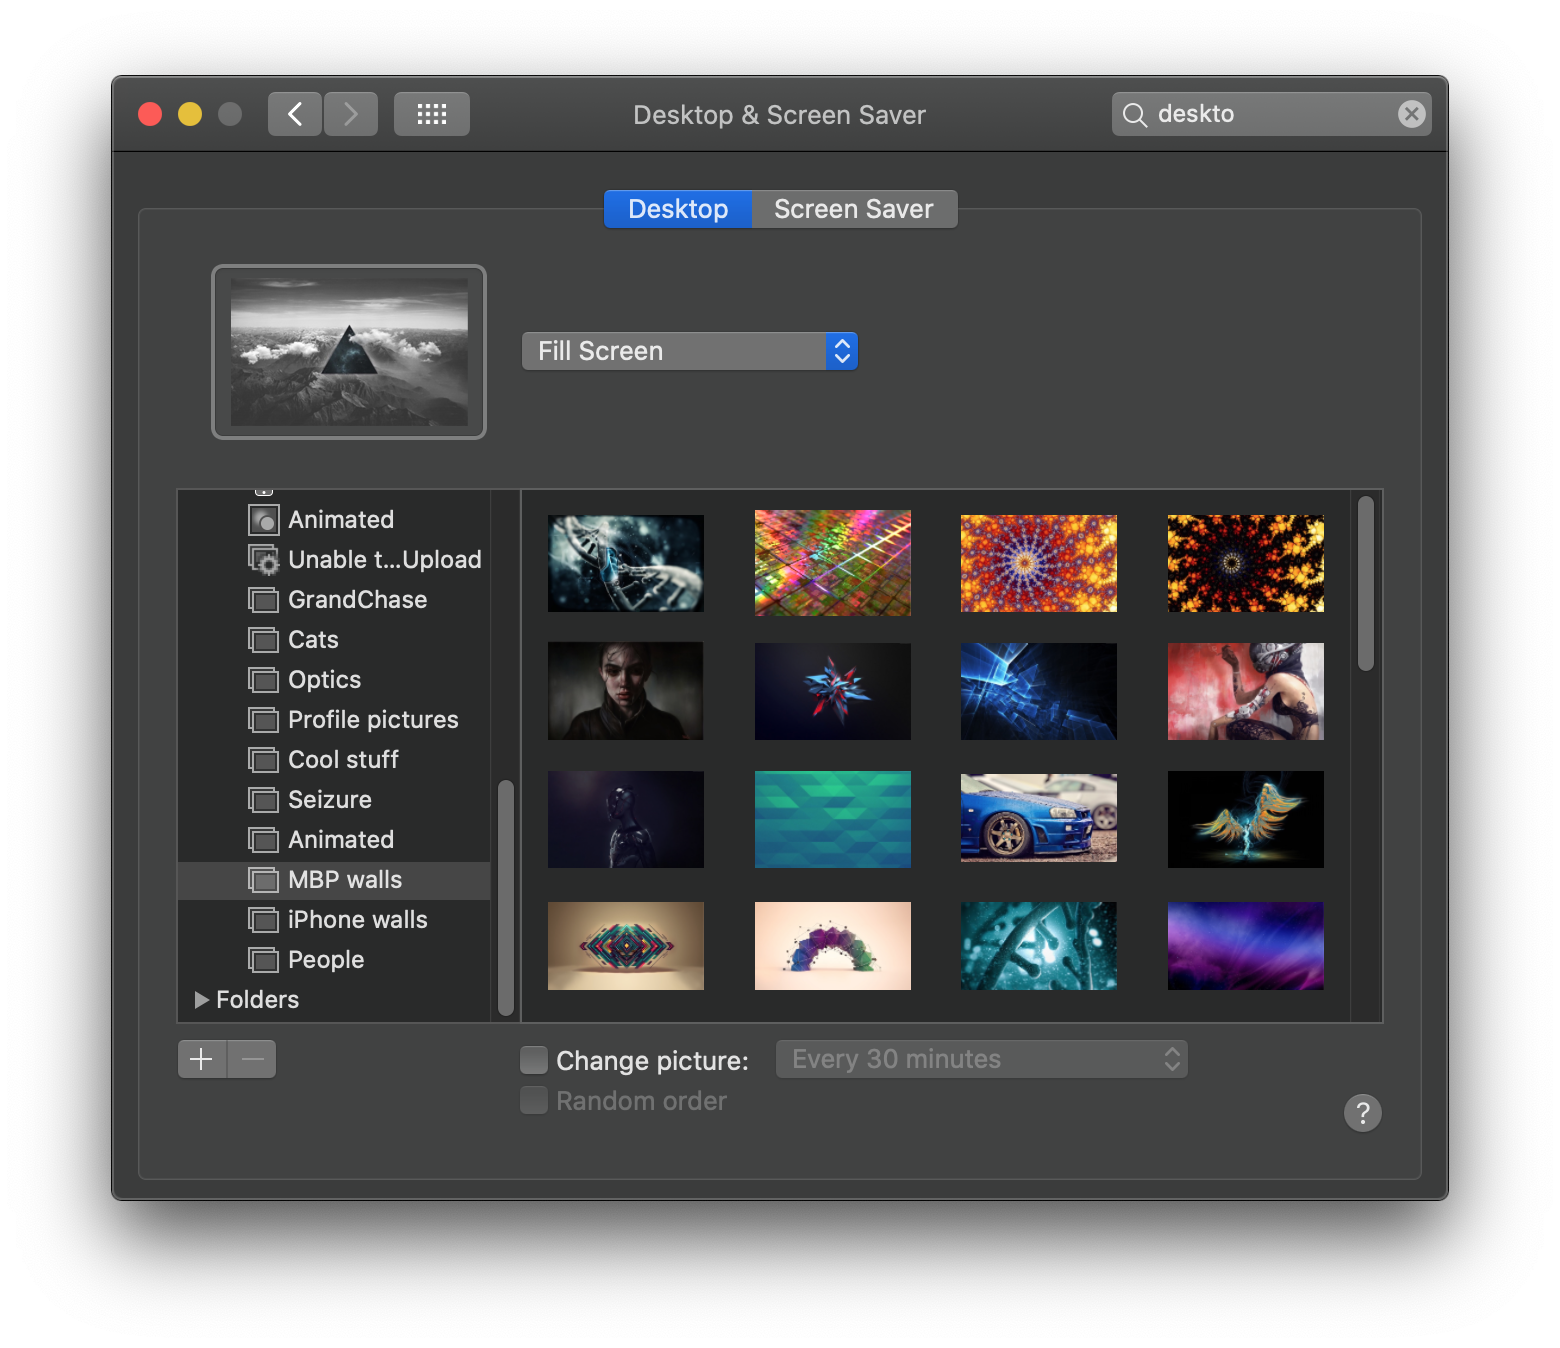 Desktop & Screen Saver
deskto
Desktop
Screen Saver
Fill Screen
Animated
Unable t...Upload
GrandChase
Cats
Optics
Profile pictures
Cool stuff
Seizure
Animated
MBP walls
iPhone walls
People
Folders
Change picture:
Every 30 minutes
Random order
?